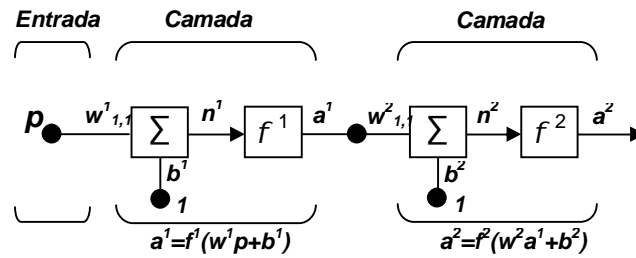 Entrada Camada Camada
p w¹₁,₁ Σ n¹ f¹ a¹ w²₁,₁ Σ n² f² a²
b¹ b²
1 1
a¹=f¹(w¹p+b¹) a²=f²(w²a¹+b²)